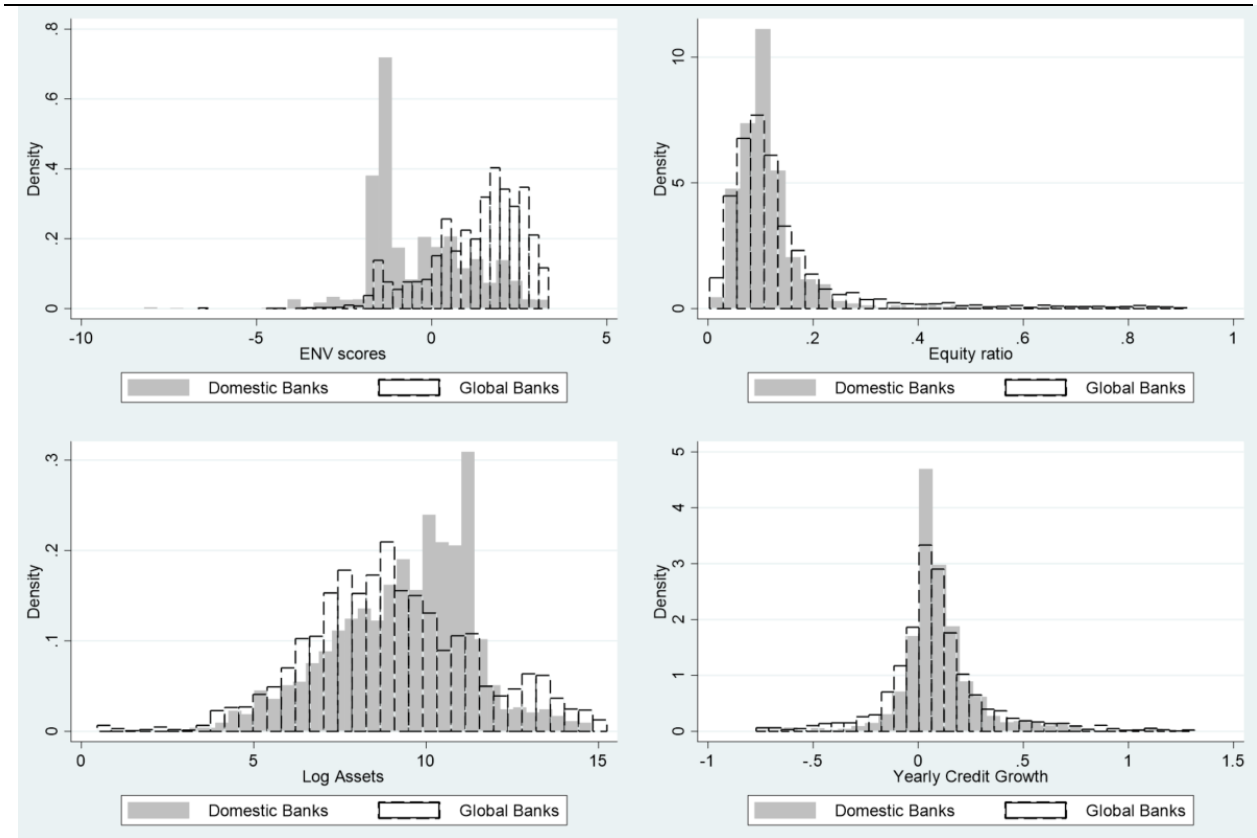 Density
0 .2 .4 .6 .8
-10 -5 0 5
ENV scores
Domestic Banks Global Banks
Density
0 5 10
0 .2 .4 .6 .8 1
Equity ratio
Domestic Banks Global Banks
Density
0 .1 .2 .3
0 5 10 15
Log Assets
Domestic Banks Global Banks
Density
0 1 2 3 4 5
-1 -.5 0 .5 1 1.5
Yearly Credit Growth
Domestic Banks Global Banks